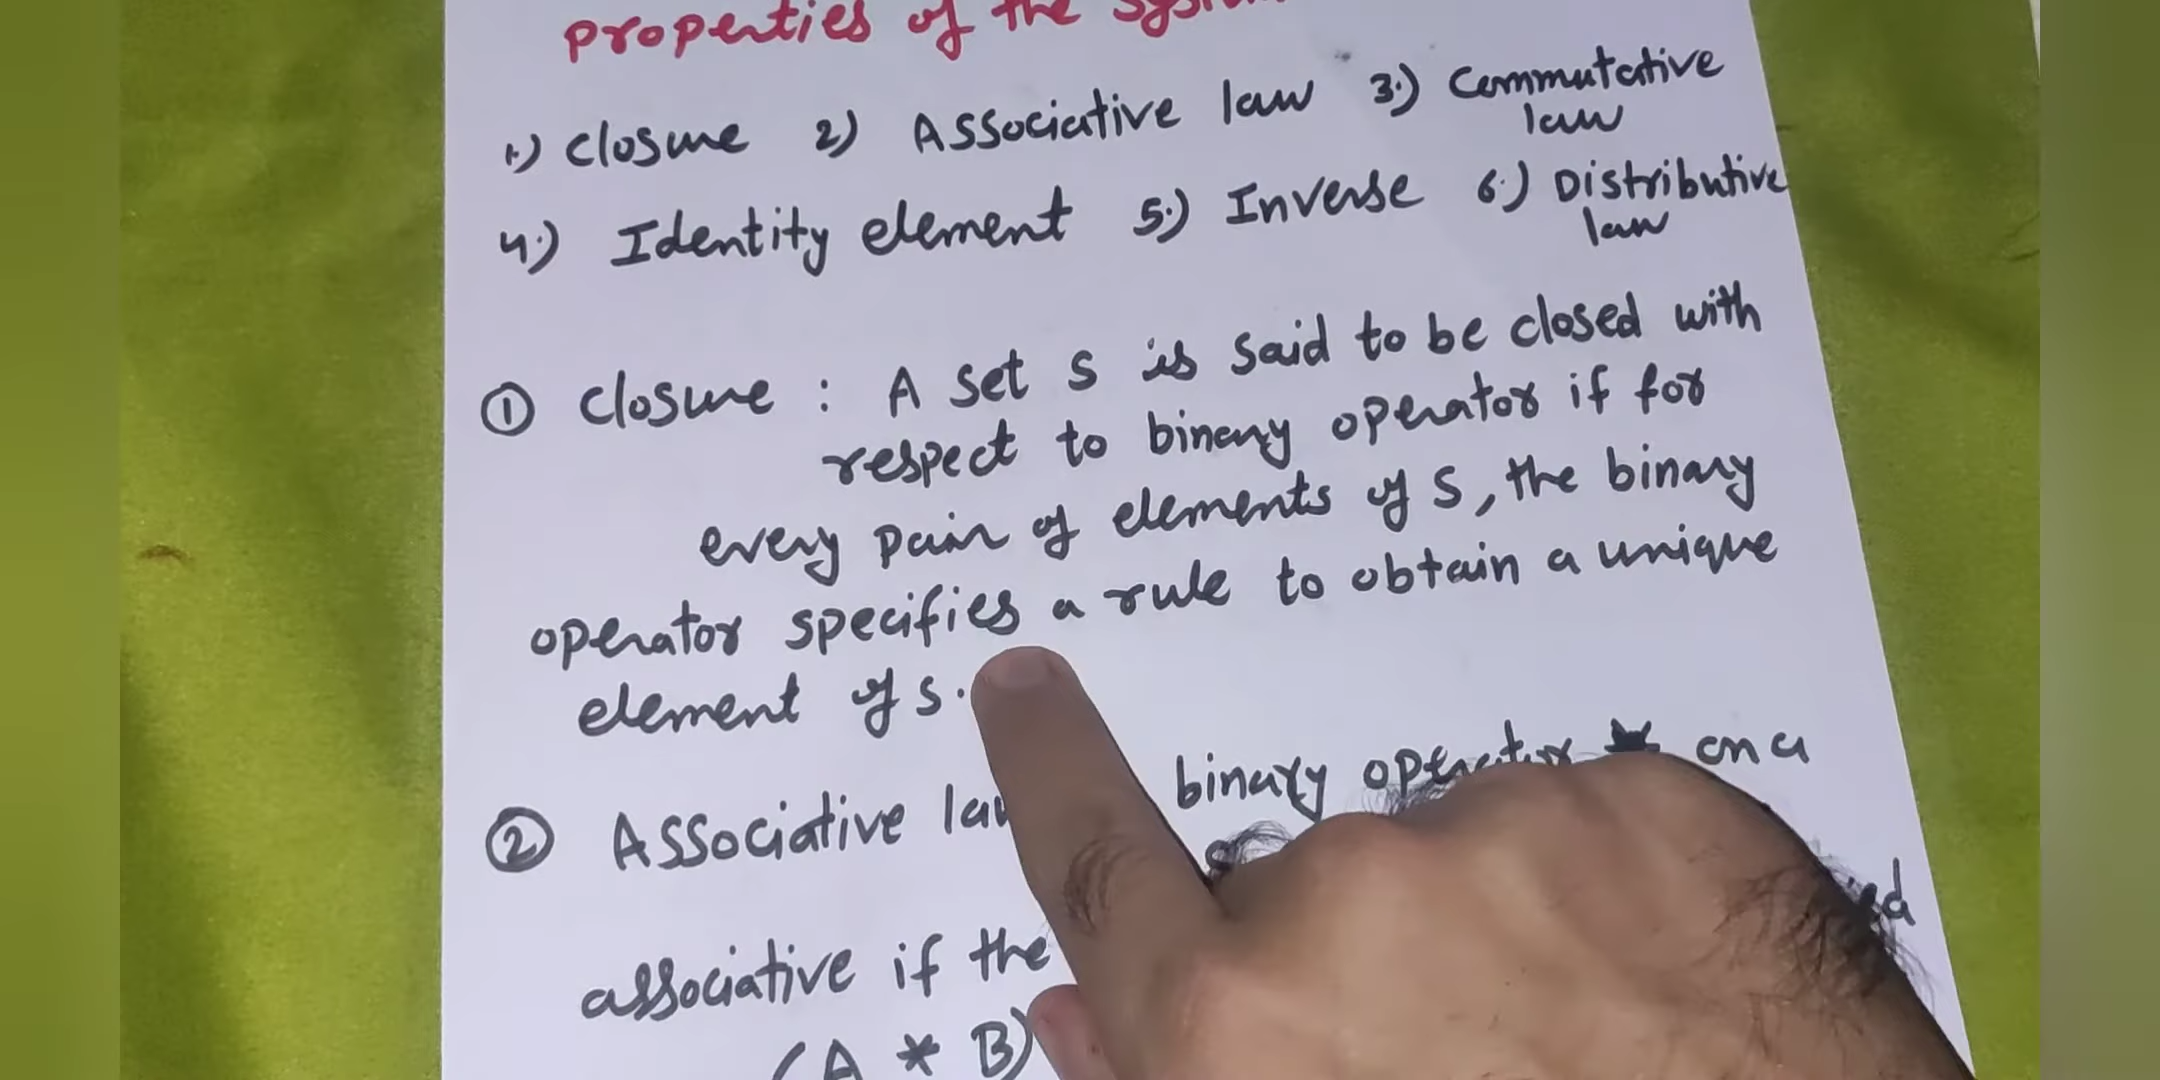 properties of the
1.) Closure 2) Associative law 3.) Commutative
law
4.) Identity element 5.) Inverse 6.) Distributive
law
① Closure : A set S is said to be closed with
respect to binary operator if for
every pair of elements of S, the binary
operator specifies a rule to obtain a unique
element of S.
② Associative law binary operator * on a
associative if the
(A * B)